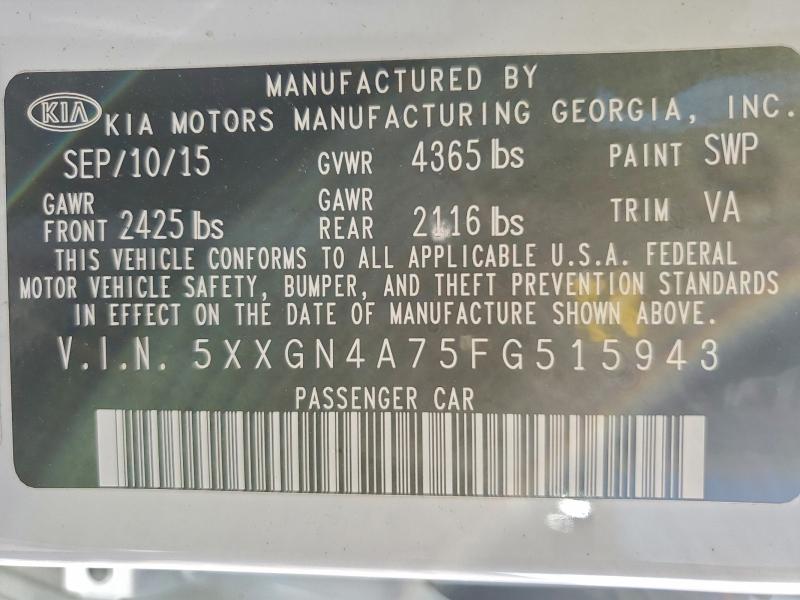 MANUFACTURED BY
KIA KIA MOTORS MANUFACTURING GEORGIA, INC.
SEP/10/15 GVWR 4365 lbs PAINT SWP
GAWR FRONT 2425 lbs GAWR REAR 2116 lbs TRIM VA
THIS VEHICLE CONFORMS TO ALL APPLICABLE U.S.A. FEDERAL
MOTOR VEHICLE SAFETY, BUMPER, AND THEFT PREVENTION STANDARDS
IN EFFECT ON THE DATE OF MANUFACTURE SHOWN ABOVE.
V.I.N. 5XXGN4A75FG515943
PASSENGER CAR